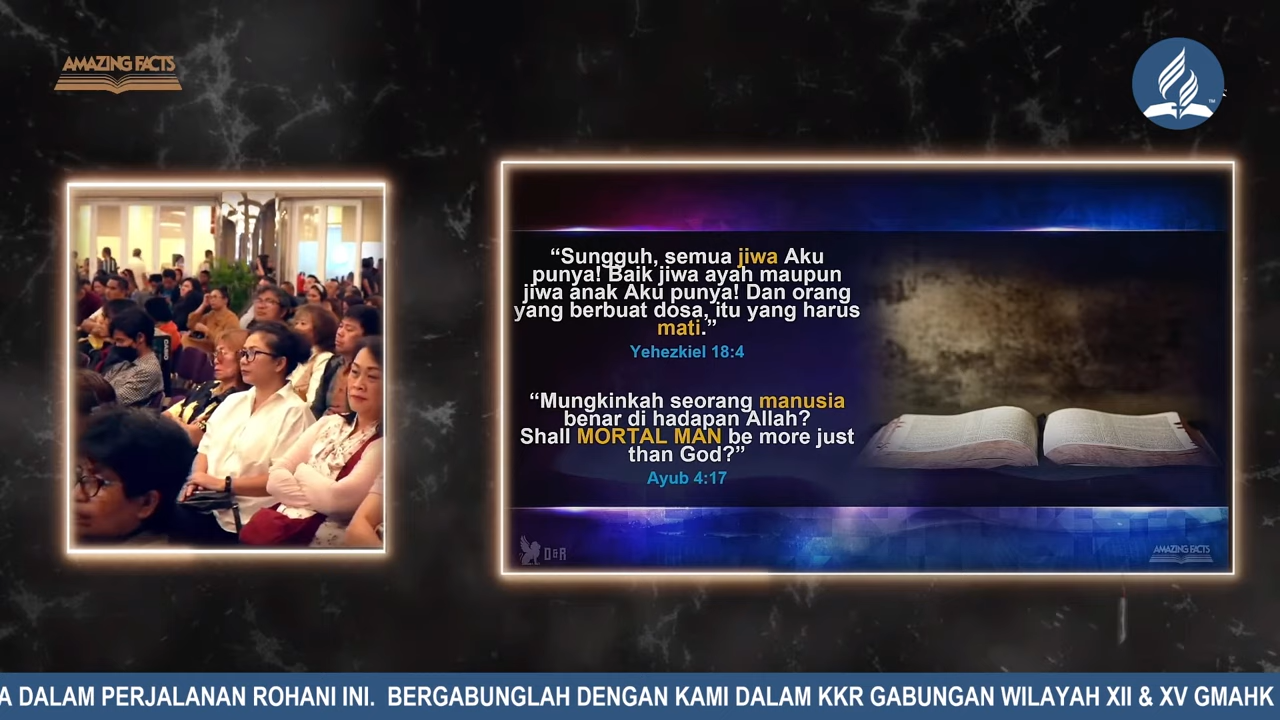 AMAZING FACTS
“Sungguh, semua jiwa Aku
punya! Baik jiwa ayah maupun
jiwa anak Aku punya! Dan orang
yang berbuat dosa, itu yang harus
mati.”
Yehezkiel 18:4
“Mungkinkah seorang manusia
benar di hadapan Allah?
Shall MORTAL MAN be more just
than God?”
Ayub 4:17
D&R
AMAZING FACTS
A DALAM PERJALANAN ROHANI INI. BERGABUNGLAH DENGAN KAMI DALAM KKR GABUNGAN WILAYAH XII & XV GMAHK